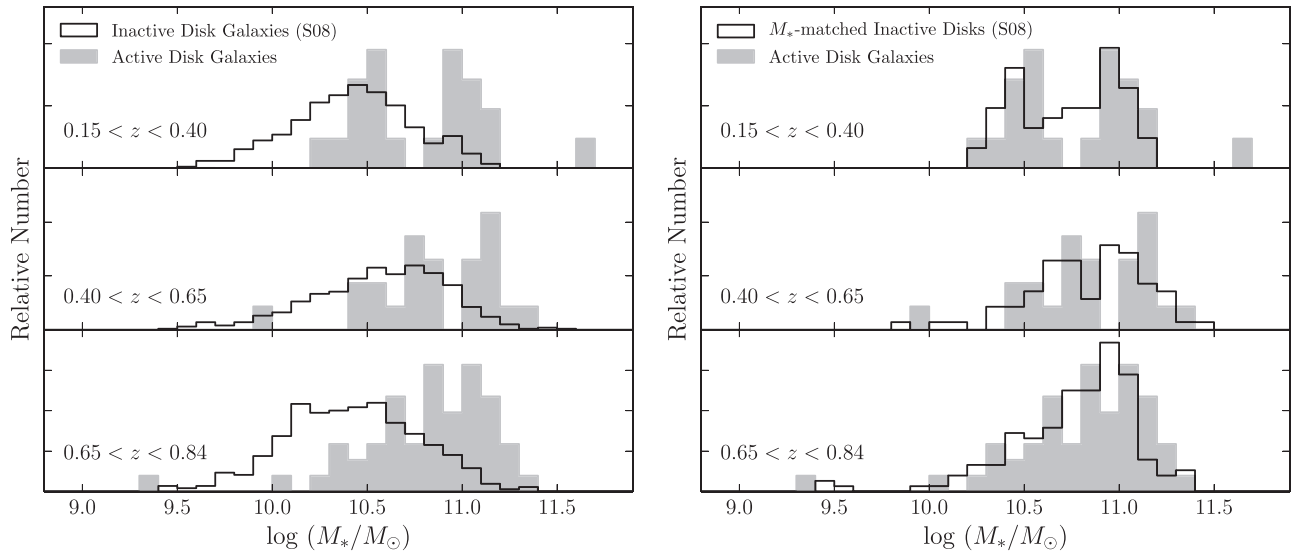 Inactive Disk Galaxies (S08)
Active Disk Galaxies
0.15 < z < 0.40
0.40 < z < 0.65
0.65 < z < 0.84
Relative Number
9.0 9.5 10.0 10.5 11.0 11.5
log (M∗/M⊙)
M∗-matched Inactive Disks (S08)
Active Disk Galaxies
0.15 < z < 0.40
0.40 < z < 0.65
0.65 < z < 0.84
Relative Number
9.0 9.5 10.0 10.5 11.0 11.5
log (M∗/M⊙)